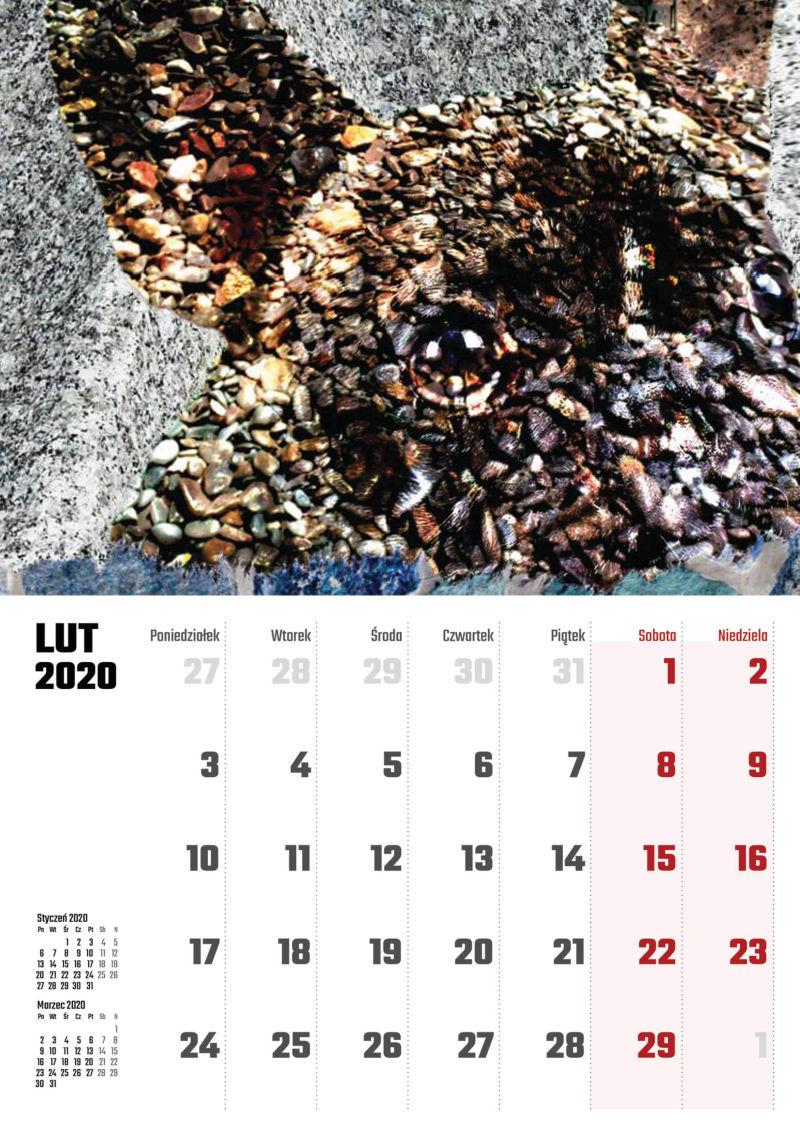 LUT
2020
Poniedziałek Wtorek Środa Czwartek Piątek Sobota Niedziela
27 28 29 30 31 1 2
3 4 5 6 7 8 9
10 11 12 13 14 15 16
17 18 19 20 21 22 23
24 25 26 27 28 29 1
Styczeń 2020
Pn Wt Śr Cz Pt Sb N
1 2 3 4 5
6 7 8 9 10 11 12
13 14 15 16 17 18 19
20 21 22 23 24 25 26
27 28 29 30 31
Marzec 2020
Pn Wt Śr Cz Pt Sb N
1
2 3 4 5 6 7 8
9 10 11 12 13 14 15
16 17 18 19 20 21 22
23 24 25 26 27 28 29
30 31